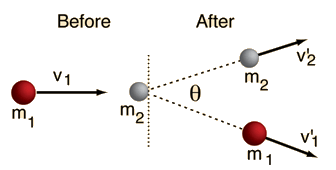 Before After
v₁
m₁
m₂
θ
v'₂
m₂
v'₁
m₁